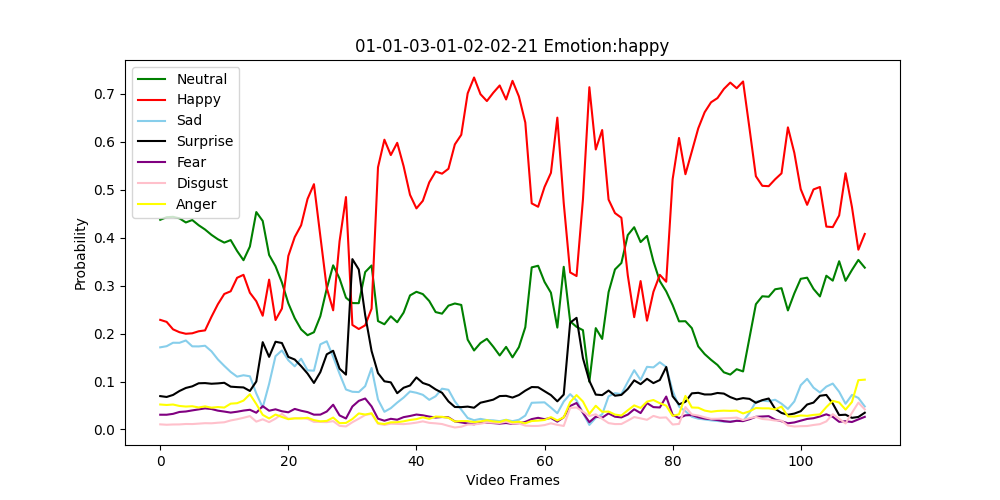 01-01-03-01-02-02-21 Emotion:happy
Neutral
Happy
Sad
Surprise
Fear
Disgust
Anger
Probability
0.7
0.6
0.5
0.4
0.3
0.2
0.1
0.0
0 20 40 60 80 100
Video Frames